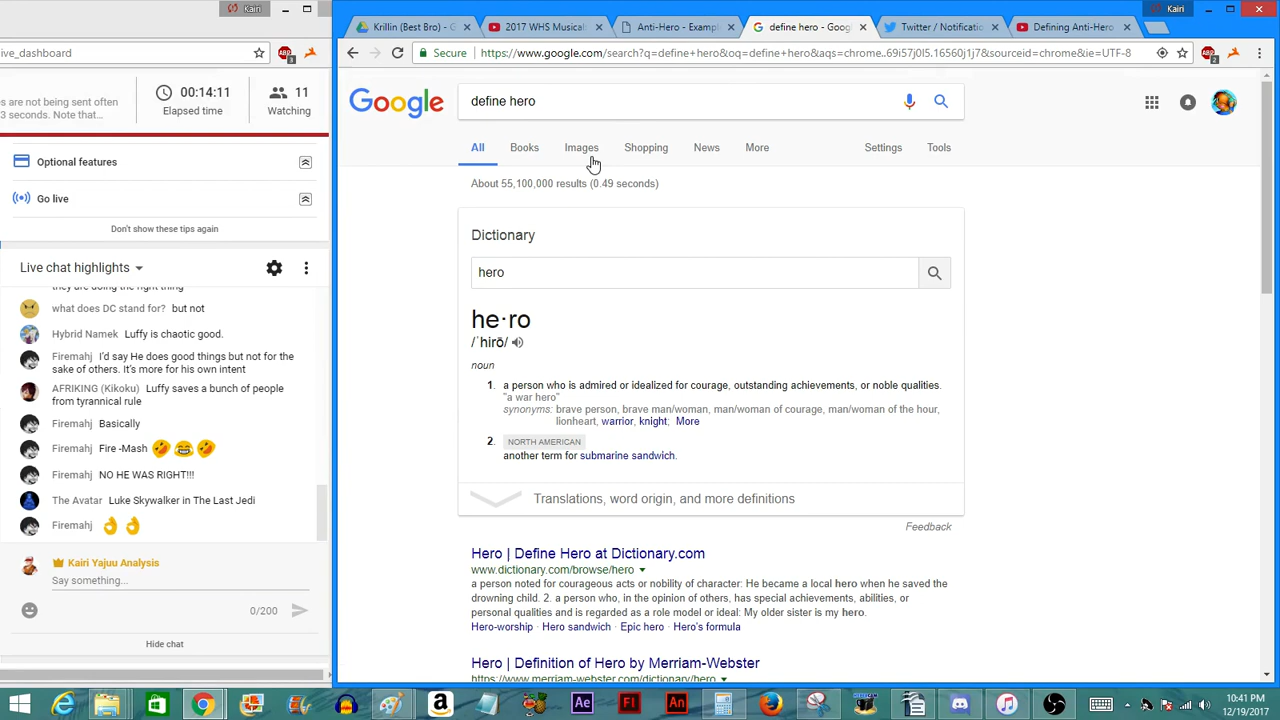 Kairi
Kairi
Krillin (Best Bro) - G
2017 WHS Musical
Anti-Hero - Example
define hero - Goog
Twitter / Notificatio
Defining Anti-Hero
ive_dashboard
Secure
https://www.google.com/search?q=define+hero&oq=define+hero&aqs=chrome..69i57j0l5.16560j1j7&sourceid=chrome&ie=UTF-8
s are not being sent often
3 seconds. Note that...
00:14:11
Elapsed time
11
Watching
Optional features
Go live
Don't show these tips again
Live chat highlights
they are doing the right thing
what does DC stand for? but not
Hybrid Namek Luffy is chaotic good.
Firemahj I'd say He does good things but not for the
sake of others. It's more for his own intent
AFRIKING (Kikoku) Luffy saves a bunch of people
from tyrannical rule
Firemahj Basically
Firemahj Fire -Mash 🤣😂🤣
Firemahj NO HE WAS RIGHT!!!
The Avatar Luke Skywalker in The Last Jedi
Firemahj 👌👌
Kairi Yajuu Analysis
Say something...
0/200
Hide chat
Google
define hero
All
Books
Images
Shopping
News
More
Settings
Tools
About 55,100,000 results (0.49 seconds)
Dictionary
hero
he·ro
/ˈhirō/
noun
1. a person who is admired or idealized for courage, outstanding achievements, or noble qualities.
"a war hero"
synonyms: brave person, brave man/woman, man/woman of courage, man/woman of the hour,
lionheart, warrior, knight; More
2. NORTH AMERICAN
another term for submarine sandwich.
Translations, word origin, and more definitions
Feedback
Hero | Define Hero at Dictionary.com
www.dictionary.com/browse/hero
a person noted for courageous acts or nobility of character: He became a local hero when he saved the
drowning child. 2. a person who, in the opinion of others, has special achievements, abilities, or
personal qualities and is regarded as a role model or ideal: My older sister is my hero.
Hero-worship · Hero sandwich · Epic hero · Hero's formula
Hero | Definition of Hero by Merriam-Webster
https://www.merriam-webster.com/dictionary/hero
Ae
Fl
An
10:41 PM
12/19/2017